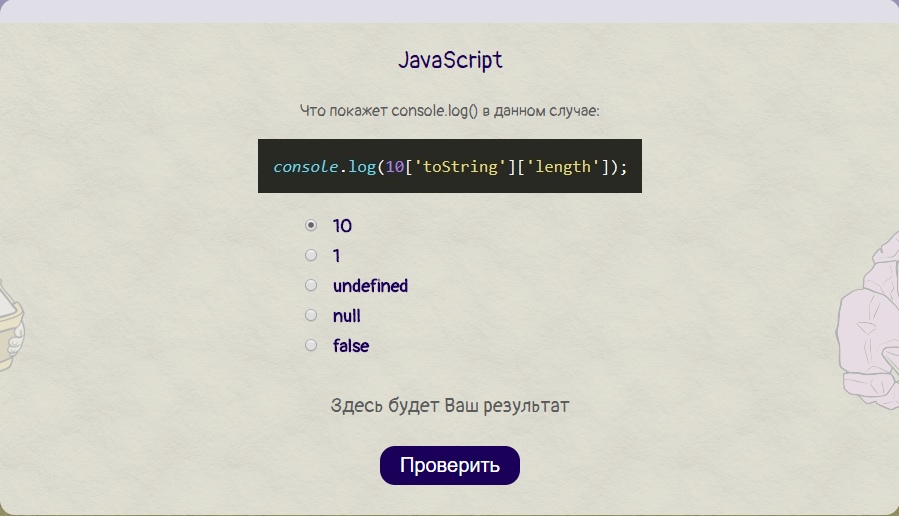 JavaScript
Что покажет console.log() в данном случае:
console.log(10['toString']['length']);
10
1
undefined
null
false
Здесь будет Ваш результат
Проверить